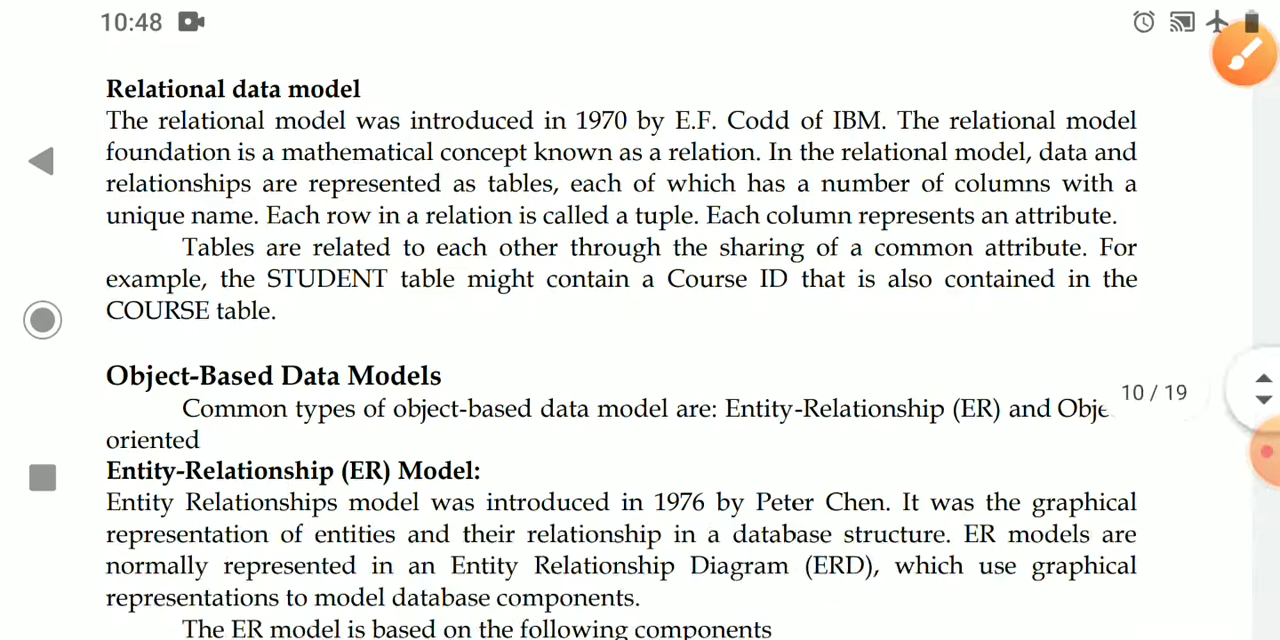 10:48
Relational data model
The relational model was introduced in 1970 by E.F. Codd of IBM. The relational model
foundation is a mathematical concept known as a relation. In the relational model, data and
relationships are represented as tables, each of which has a number of columns with a
unique name. Each row in a relation is called a tuple. Each column represents an attribute.
Tables are related to each other through the sharing of a common attribute. For
example, the STUDENT table might contain a Course ID that is also contained in the
COURSE table.
Object-Based Data Models
Common types of object-based data model are: Entity-Relationship (ER) and Obje
10 / 19
oriented
Entity-Relationship (ER) Model:
Entity Relationships model was introduced in 1976 by Peter Chen. It was the graphical
representation of entities and their relationship in a database structure. ER models are
normally represented in an Entity Relationship Diagram (ERD), which use graphical
representations to model database components.
The ER model is based on the following components